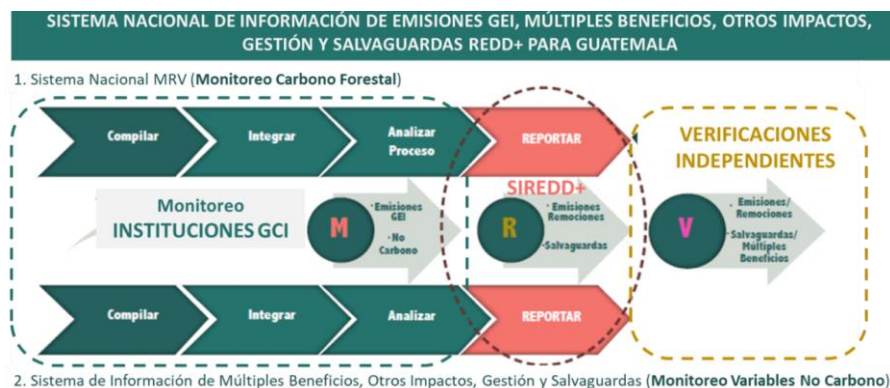 SISTEMA NACIONAL DE INFORMACIÓN DE EMISIONES GEI, MÚLTIPLES BENEFICIOS, OTROS IMPACTOS,
GESTIÓN Y SALVAGUARDAS REDD+ PARA GUATEMALA
1. Sistema Nacional MRV (Monitoreo Carbono Forestal)
Compilar
Integrar
Analizar
Proceso
REPORTAR
VERIFICACIONES
INDEPENDIENTES
Monitoreo
INSTITUCIONES GCI
M
· Emisiones
GEI
· No
Carbono
SIREDD+
R
· Emisiones
Remociones
· Salvaguardas
V
· Emisiones/
Remociones
· Salvaguardas/
Múltiples
Beneficios
Compilar
Integrar
Analizar
REPORTAR
2. Sistema de Información de Múltiples Beneficios, Otros Impactos, Gestión y Salvaguardas (Monitoreo Variables No Carbono)